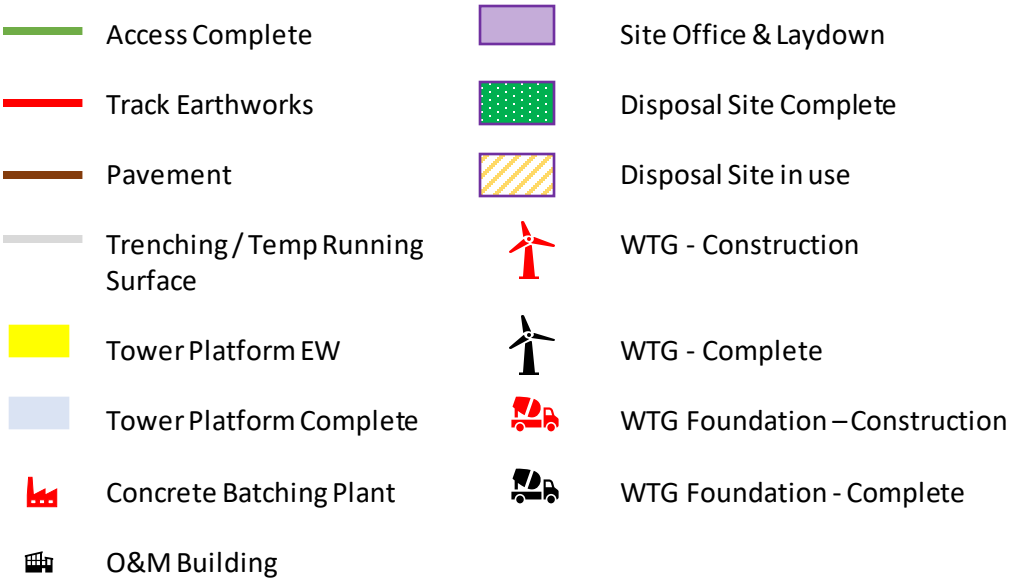 Access Complete
Track Earthworks
Pavement
Trenching / Temp Running
Surface
Tower Platform EW
Tower Platform Complete
Concrete Batching Plant
O&M Building
Site Office & Laydown
Disposal Site Complete
Disposal Site in use
WTG - Construction
WTG - Complete
WTG Foundation – Construction
WTG Foundation - Complete